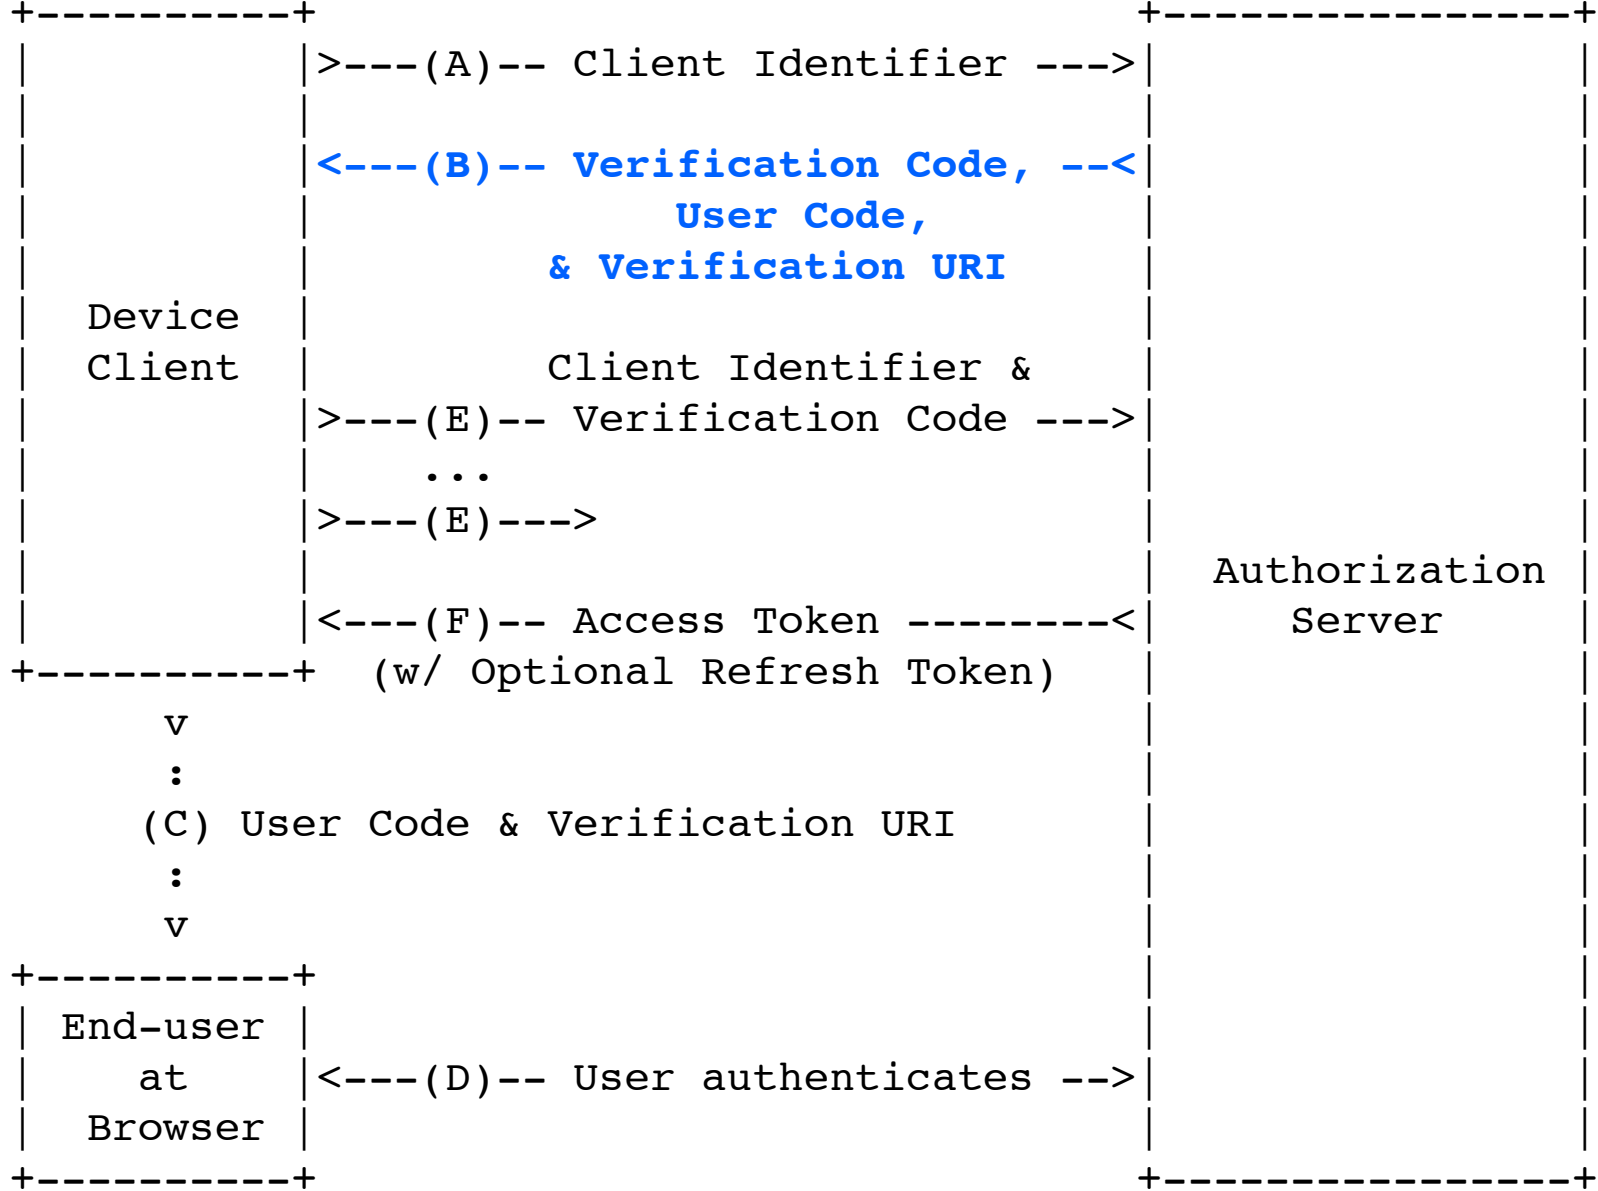 +----------+                                +----------------+
|          |>---(A)-- Client Identifier --->|                |
|          |                                |                |
|          |<---(B)-- Verification Code, --<|                |
|          |              User Code,        |                |
|          |         & Verification URI     |                |
|  Device  |                                |                |
|  Client  |         Client Identifier &    |                |
|          |>---(E)-- Verification Code --->|                |
|          |    ...                         |                |
|          |>---(E)--->                     |                |
|          |                                |  Authorization |
|          |<---(F)-- Access Token --------<|     Server     |
+----------+  (w/ Optional Refresh Token)   |                |
      v                                     |                |
      :                                     |                |
     (C) User Code & Verification URI       |                |
      :                                     |                |
      v                                     |                |
+----------+                                |                |
| End-user |                                |                |
|    at    |<---(D)-- User authenticates -->|                |
|  Browser |                                |                |
+----------+                                +----------------+